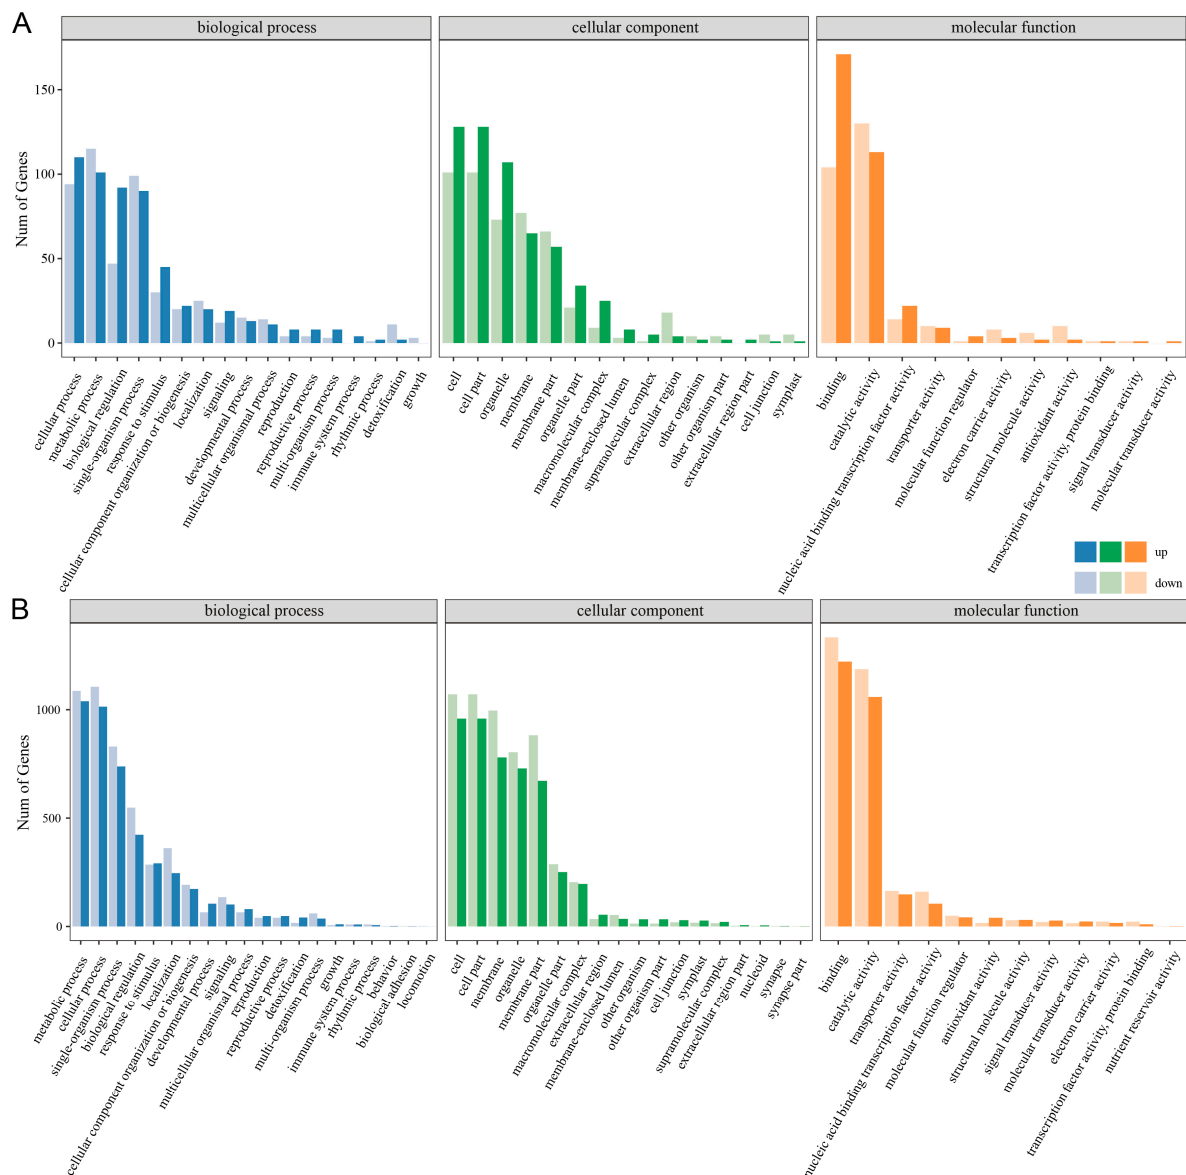 A
biological process
cellular component
molecular function
Num of Genes
150
100
50
0
cellular process
metabolic process
biological regulation
single-organism process
response to stimulus
cellular component organization or biogenesis
localization
signaling
developmental process
multicellular organismal process
reproduction
reproductive process
multi-organism process
immune system process
rhythmic process
detoxification
growth
cell
cell part
organelle
membrane
membrane part
organelle part
macromolecular complex
membrane-enclosed lumen
supramolecular complex
extracellular region
other organism
other organism part
extracellular region part
cell junction
symplast
binding
catalytic activity
nucleic acid binding transcription factor activity
transporter activity
molecular function regulator
electron carrier activity
structural molecule activity
antioxidant activity
transcription factor activity, protein binding
signal transducer activity
molecular transducer activity
up
down
B
biological process
cellular component
molecular function
Num of Genes
1000
500
0
metabolic process
cellular process
single-organism process
biological regulation
response to stimulus
localization
cellular component organization or biogenesis
developmental process
signaling
multicellular organismal process
reproduction
reproductive process
detoxification
multi-organism process
growth
immune system process
rhythmic process
behavior
biological adhesion
locomotion
cell
cell part
membrane
organelle
membrane part
organelle part
macromolecular complex
extracellular region
membrane-enclosed lumen
other organism
other organism part
cell junction
symplast
supramolecular complex
extracellular region part
nucleoid
synapse
synapse part
binding
catalytic activity
transporter activity
nucleic acid binding transcription factor activity
molecular function regulator
antioxidant activity
structural molecule activity
signal transducer activity
molecular transducer activity
electron carrier activity
transcription factor activity, protein binding
nutrient reservoir activity